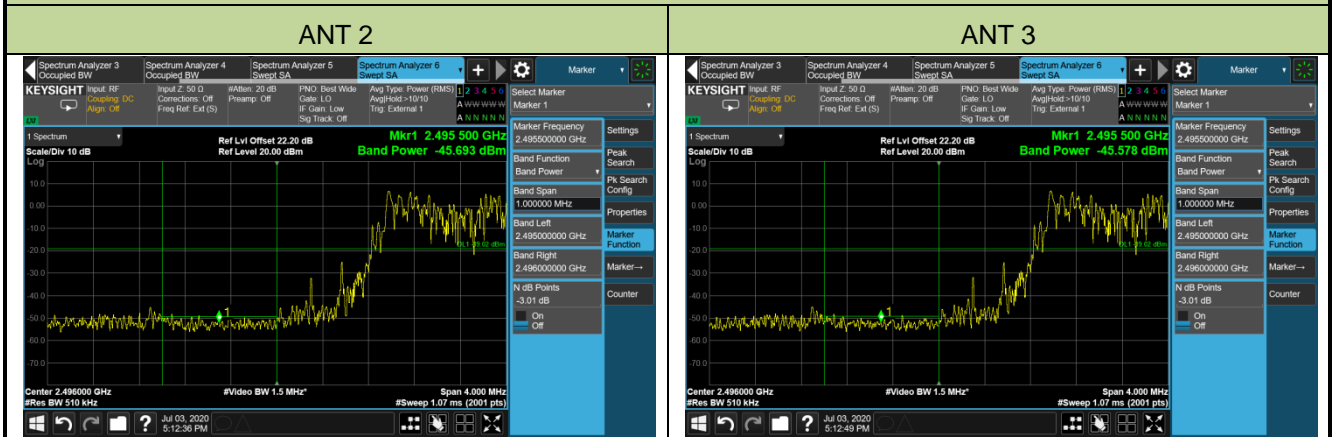 ANT 2
Spectrum Analyzer 3
Occupied BW
Spectrum Analyzer 4
Occupied BW
Spectrum Analyzer 5
Swept SA
Spectrum Analyzer 6
Swept SA
+
Marker
KEYSIGHT
Input: RF
Coupling: DC
Align: Off
Input Z: 50 Ω
Corrections: Off
Freq Ref: Ext (S)
#Atten: 20 dB
Preamp: Off
PNO: Best Wide
Gate: LO
IF Gain: Low
Sig Track: Off
Avg Type: Power (RMS)
Avg|Hold:>10/10
Trig: External 1
1 2 3 4 5 6
A W W W W W
A N N N N N
Select Marker
Marker 1
LXI
1 Spectrum
Scale/Div 10 dB
Log
Ref Lvl Offset 22.20 dB
Ref Level 20.00 dBm
Mkr1 2.495 500 GHz
Band Power -45.693 dBm
10.0
0.00
-10.0
-20.0
-30.0
-40.0
-50.0
-60.0
-70.0
1
DL1 -19.02 dBm
Center 2.496000 GHz
#Res BW 510 kHz
#Video BW 1.5 MHz*
Span 4.000 MHz
#Sweep 1.07 ms (2001 pts)
Marker Frequency
2.495500000 GHz
Band Function
Band Power
Band Span
1.000000 MHz
Band Left
2.495000000 GHz
Band Right
2.496000000 GHz
N dB Points
-3.01 dB
On
Off
Settings
Peak
Search
Pk Search
Config
Properties
Marker
Function
Marker→
Counter
?
Jul 03, 2020
5:12:36 PM
ANT 3
Spectrum Analyzer 3
Occupied BW
Spectrum Analyzer 4
Occupied BW
Spectrum Analyzer 5
Swept SA
Spectrum Analyzer 6
Swept SA
+
Marker
KEYSIGHT
Input: RF
Coupling: DC
Align: Off
Input Z: 50 Ω
Corrections: Off
Freq Ref: Ext (S)
#Atten: 20 dB
Preamp: Off
PNO: Best Wide
Gate: LO
IF Gain: Low
Sig Track: Off
Avg Type: Power (RMS)
Avg|Hold:>10/10
Trig: External 1
1 2 3 4 5 6
A W W W W W
A N N N N N
Select Marker
Marker 1
LXI
1 Spectrum
Scale/Div 10 dB
Log
Ref Lvl Offset 22.20 dB
Ref Level 20.00 dBm
Mkr1 2.495 500 GHz
Band Power -45.578 dBm
10.0
0.00
-10.0
-20.0
-30.0
-40.0
-50.0
-60.0
-70.0
1
DL1 -19.02 dBm
Center 2.496000 GHz
#Res BW 510 kHz
#Video BW 1.5 MHz*
Span 4.000 MHz
#Sweep 1.07 ms (2001 pts)
Marker Frequency
2.495500000 GHz
Band Function
Band Power
Band Span
1.000000 MHz
Band Left
2.495000000 GHz
Band Right
2.496000000 GHz
N dB Points
-3.01 dB
On
Off
Settings
Peak
Search
Pk Search
Config
Properties
Marker
Function
Marker→
Counter
?
Jul 03, 2020
5:12:49 PM